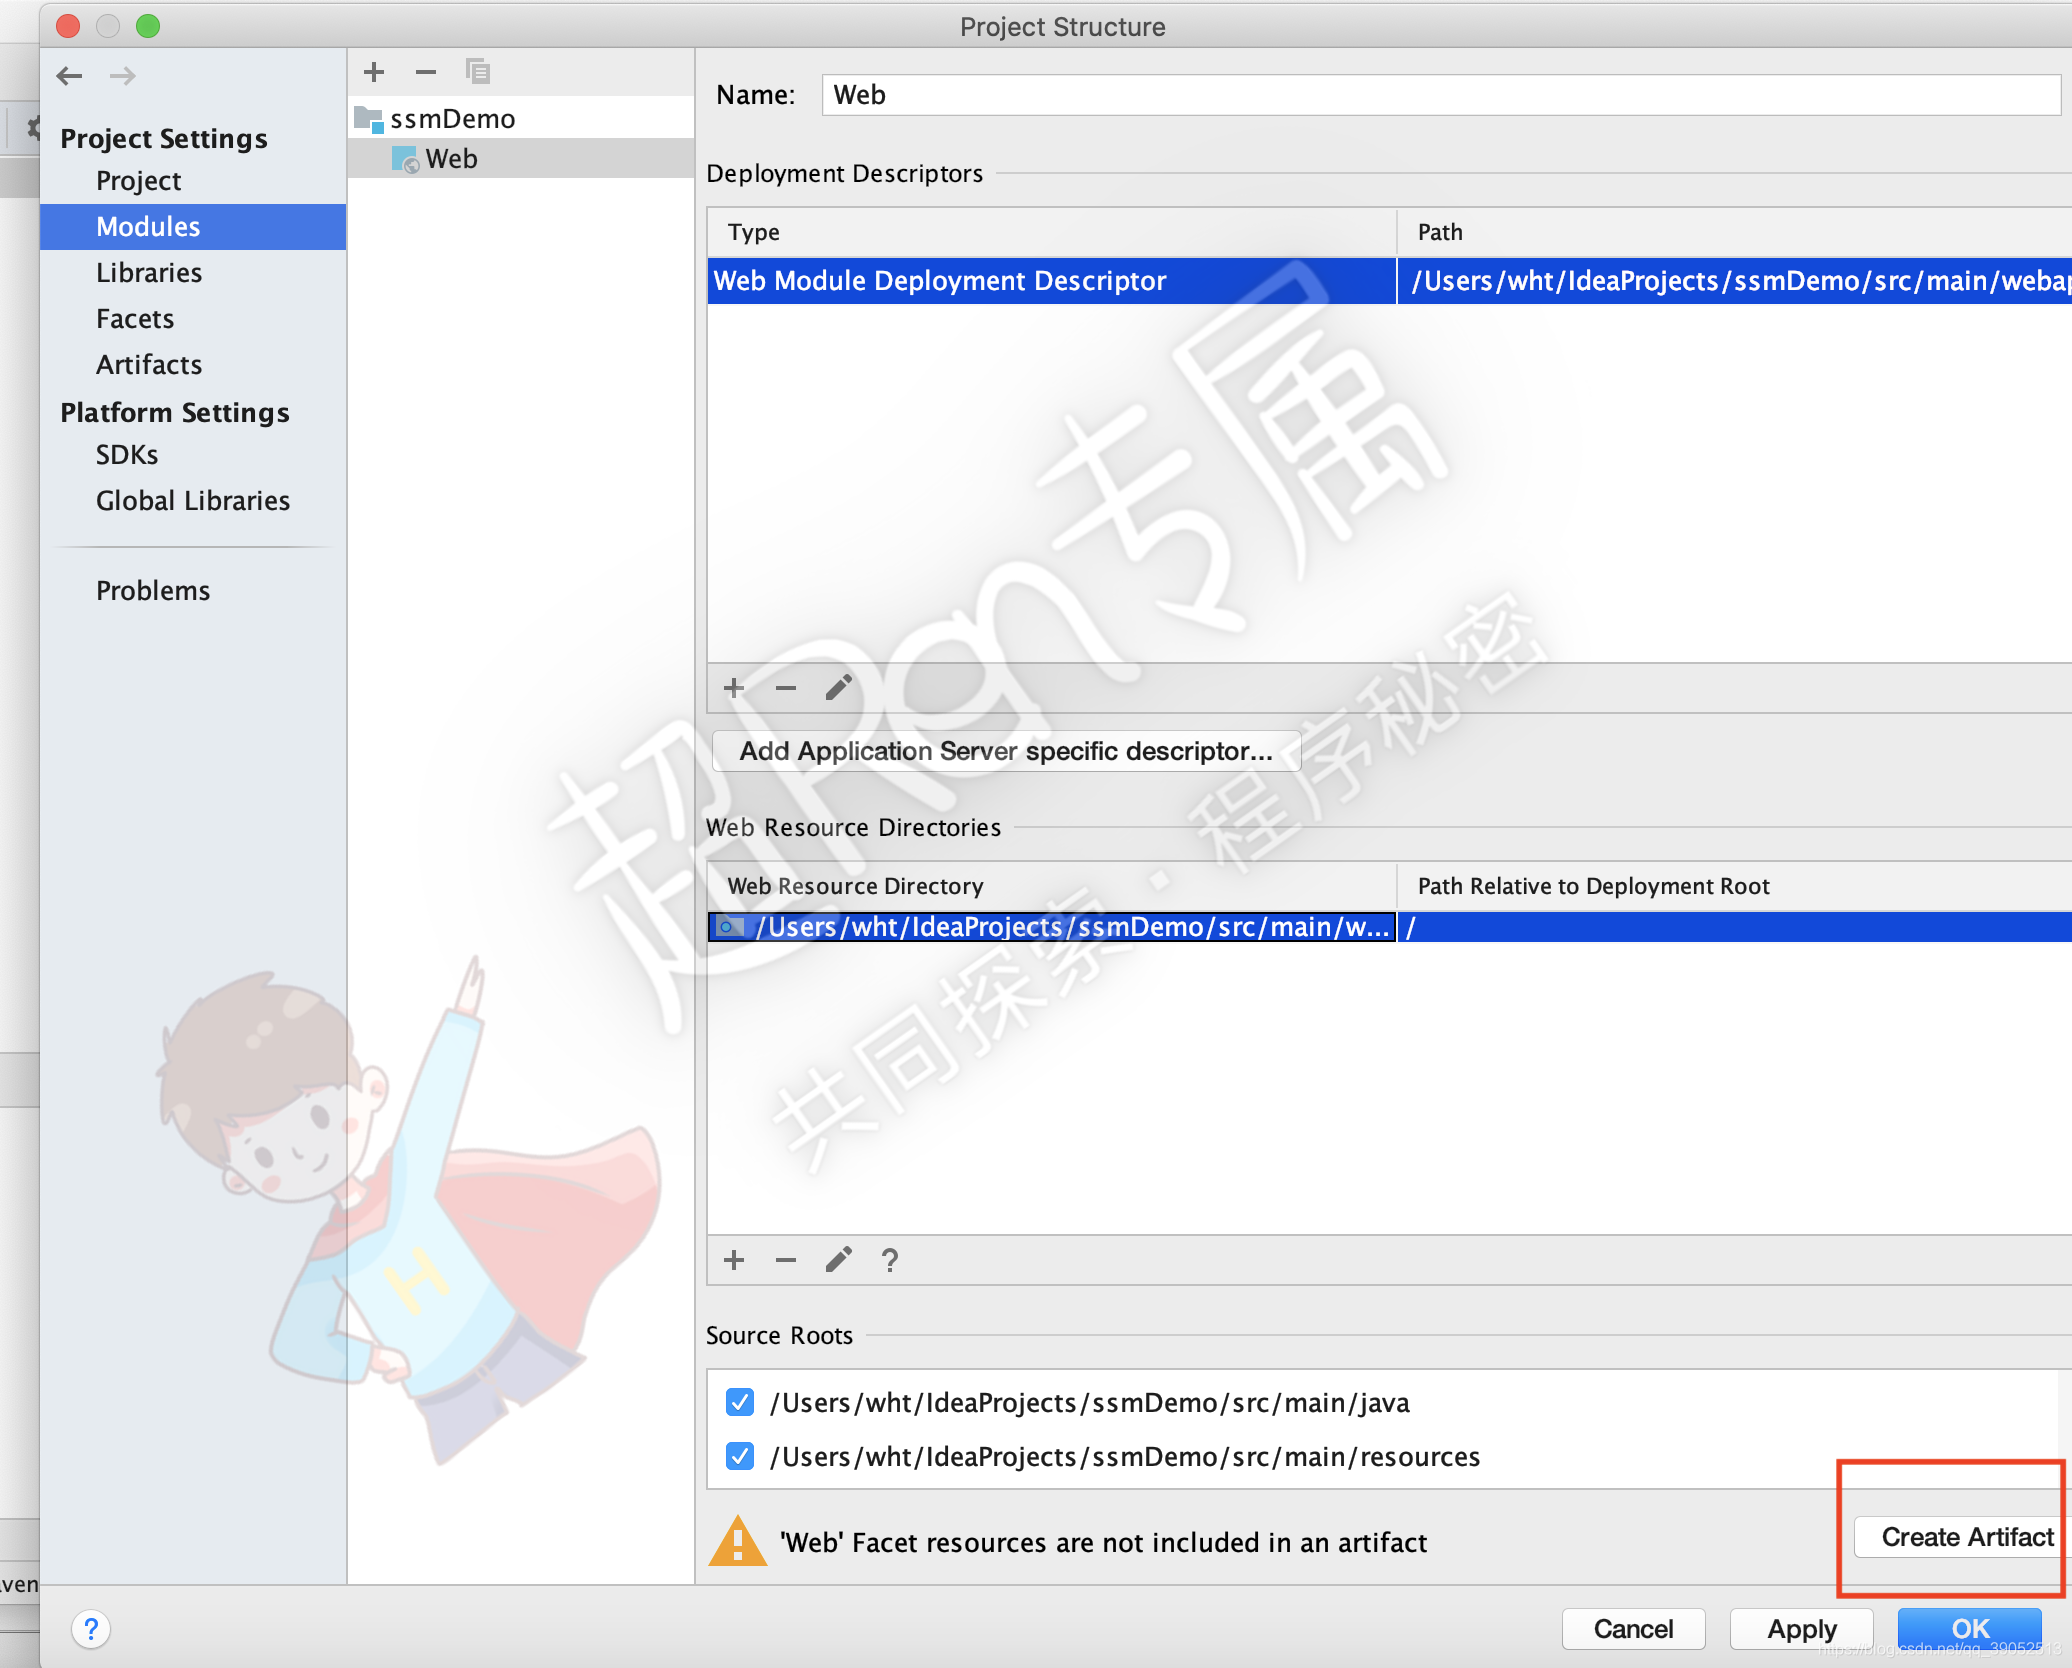 Project Structure
Project Settings
Project
Modules
Libraries
Facets
Artifacts
Platform Settings
SDKs
Global Libraries
Problems
ssmDemo
Web
Name: Web
Deployment Descriptors
Type Path
Web Module Deployment Descriptor /Users/wht/IdeaProjects/ssmDemo/src/main/webap
Add Application Server specific descriptor...
Web Resource Directories
Web Resource Directory Path Relative to Deployment Root
/Users/wht/IdeaProjects/ssmDemo/src/main/w... /
Source Roots
/Users/wht/IdeaProjects/ssmDemo/src/main/java
/Users/wht/IdeaProjects/ssmDemo/src/main/resources
'Web' Facet resources are not included in an artifact
Create Artifact
Cancel Apply OK
超Ran专属
共同探索·程序秘密
H
ven
https://blog.csdn.net/qq_39052513